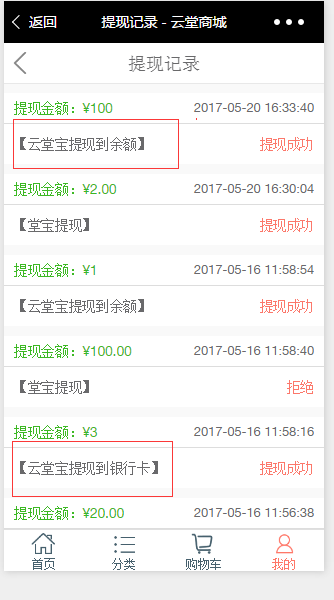 返回 提现记录 - 云堂商城
提现记录
提现金额：¥100 2017-05-20 16:33:40
【云堂宝提现到余额】 提现成功
提现金额：¥2.00 2017-05-20 16:30:04
【堂宝提现】 提现成功
提现金额：¥1 2017-05-16 11:58:54
【云堂宝提现到余额】 提现成功
提现金额：¥100.00 2017-05-16 11:58:40
【堂宝提现】 拒绝
提现金额：¥3 2017-05-16 11:58:16
【云堂宝提现到银行卡】 提现成功
提现金额：¥20.00 2017-05-16 11:56:38
首页 分类 购物车 我的